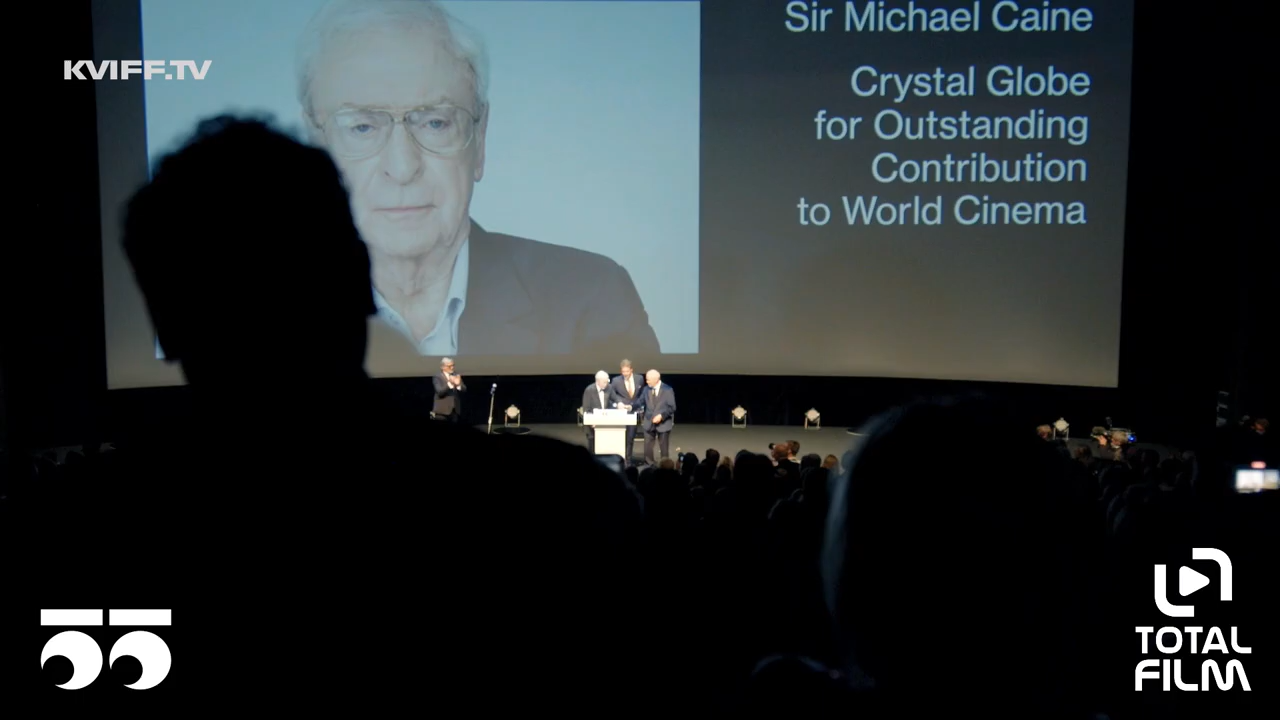 KVIFF.TV
Sir Michael Caine
Crystal Globe
for Outstanding
Contribution
to World Cinema
55
TOTAL
FILM